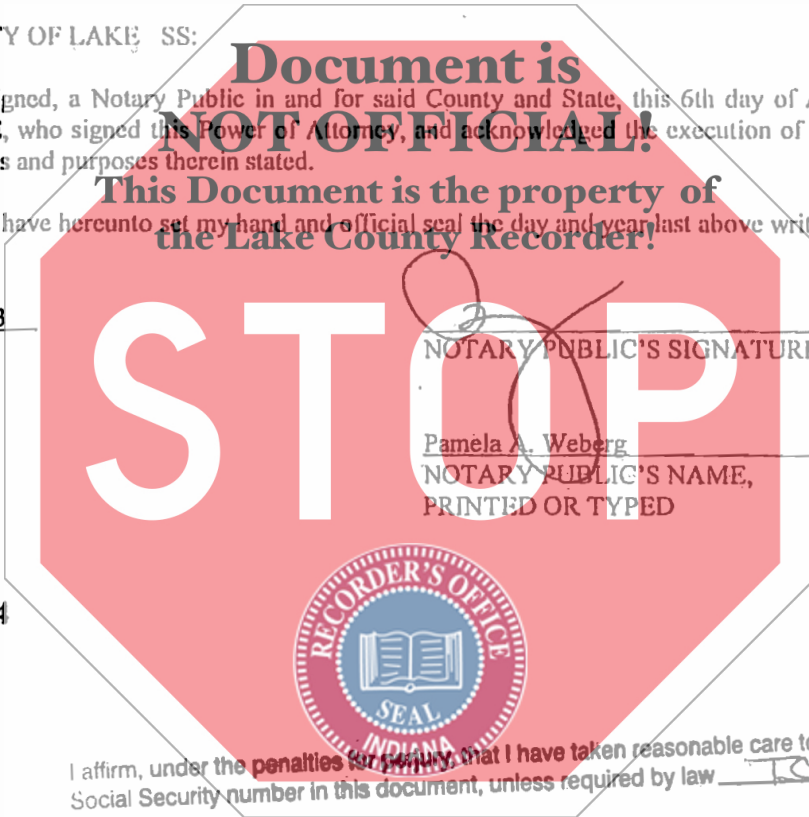 Y OF LAKE SS:
Document is
gned, a Notary Public in and for said County and State, this 6th day of
NOT OFFICIAL!
, who signed this Power of Attorney, and acknowledged the execution of
s and purposes therein stated.
This Document is the property of
have hereunto set my hand and official seal the day and year last above writ
the Lake County Recorder!
NOTARY PUBLIC'S SIGNATURE
STOP
Pamela A. Weberg
NOTARY PUBLIC'S NAME,
PRINTED OR TYPED
RECORDER'S OFFICE
SEAL
INDIANA
I affirm, under the penalties for perjury, that I have taken reasonable care to
Social Security number in this document, unless required by law